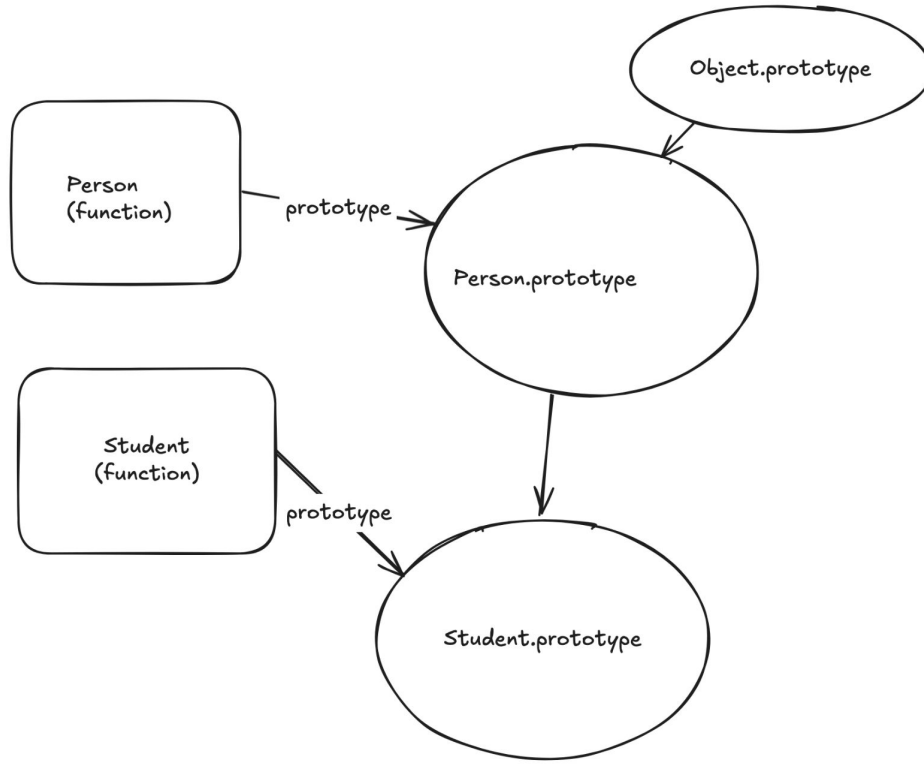 Object.prototype
Person
(function)
prototype
Person.prototype
Student
(function)
prototype
Student.prototype